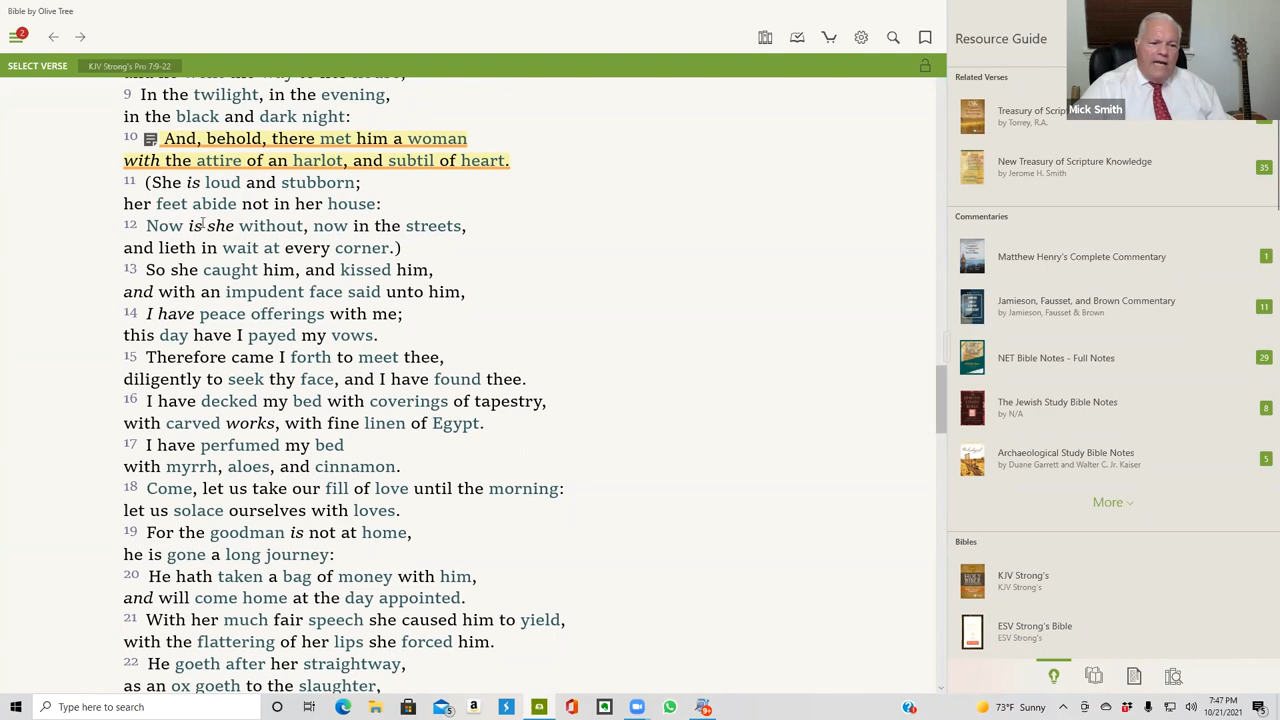 Bible by Olive Tree
2
SELECT VERSE
KJV Strong's Pro 7:9-22
9 In the twilight, in the evening,
in the black and dark night:
10 And, behold, there met him a woman
with the attire of an harlot, and subtil of heart.
11 (She is loud and stubborn;
her feet abide not in her house:
12 Now is she without, now in the streets,
and lieth in wait at every corner.)
13 So she caught him, and kissed him,
and with an impudent face said unto him,
14 I have peace offerings with me;
this day have I payed my vows.
15 Therefore came I forth to meet thee,
diligently to seek thy face, and I have found thee.
16 I have decked my bed with coverings of tapestry,
with carved works, with fine linen of Egypt.
17 I have perfumed my bed
with myrrh, aloes, and cinnamon.
18 Come, let us take our fill of love until the morning:
let us solace ourselves with loves.
19 For the goodman is not at home,
he is gone a long journey:
20 He hath taken a bag of money with him,
and will come home at the day appointed.
21 With her much fair speech she caused him to yield,
with the flattering of her lips she forced him.
22 He goeth after her straightway,
as an ox goeth to the slaughter,
Resource Guide
Mick Smith
Related Verses
Treasury of
by Torrey, R.A.
New Treasury of Scripture Knowledge
by Jerome H. Smith
35
Commentaries
Matthew Henry's Complete Commentary
1
Jamieson, Fausset, and Brown Commentary
by Jamieson, Fausset & Brown
11
NET Bible Notes - Full Notes
29
The Jewish Study Bible Notes
by N/A
8
Archaeological Study Bible Notes
by Duane Garrett and Walter C. Jr. Kaiser
5
More
Bibles
KJV Strong's
KJV Strong's
ESV Strong's Bible
ESV Strong's
Type here to search
73°F Sunny
7:47 PM
10/21/2021